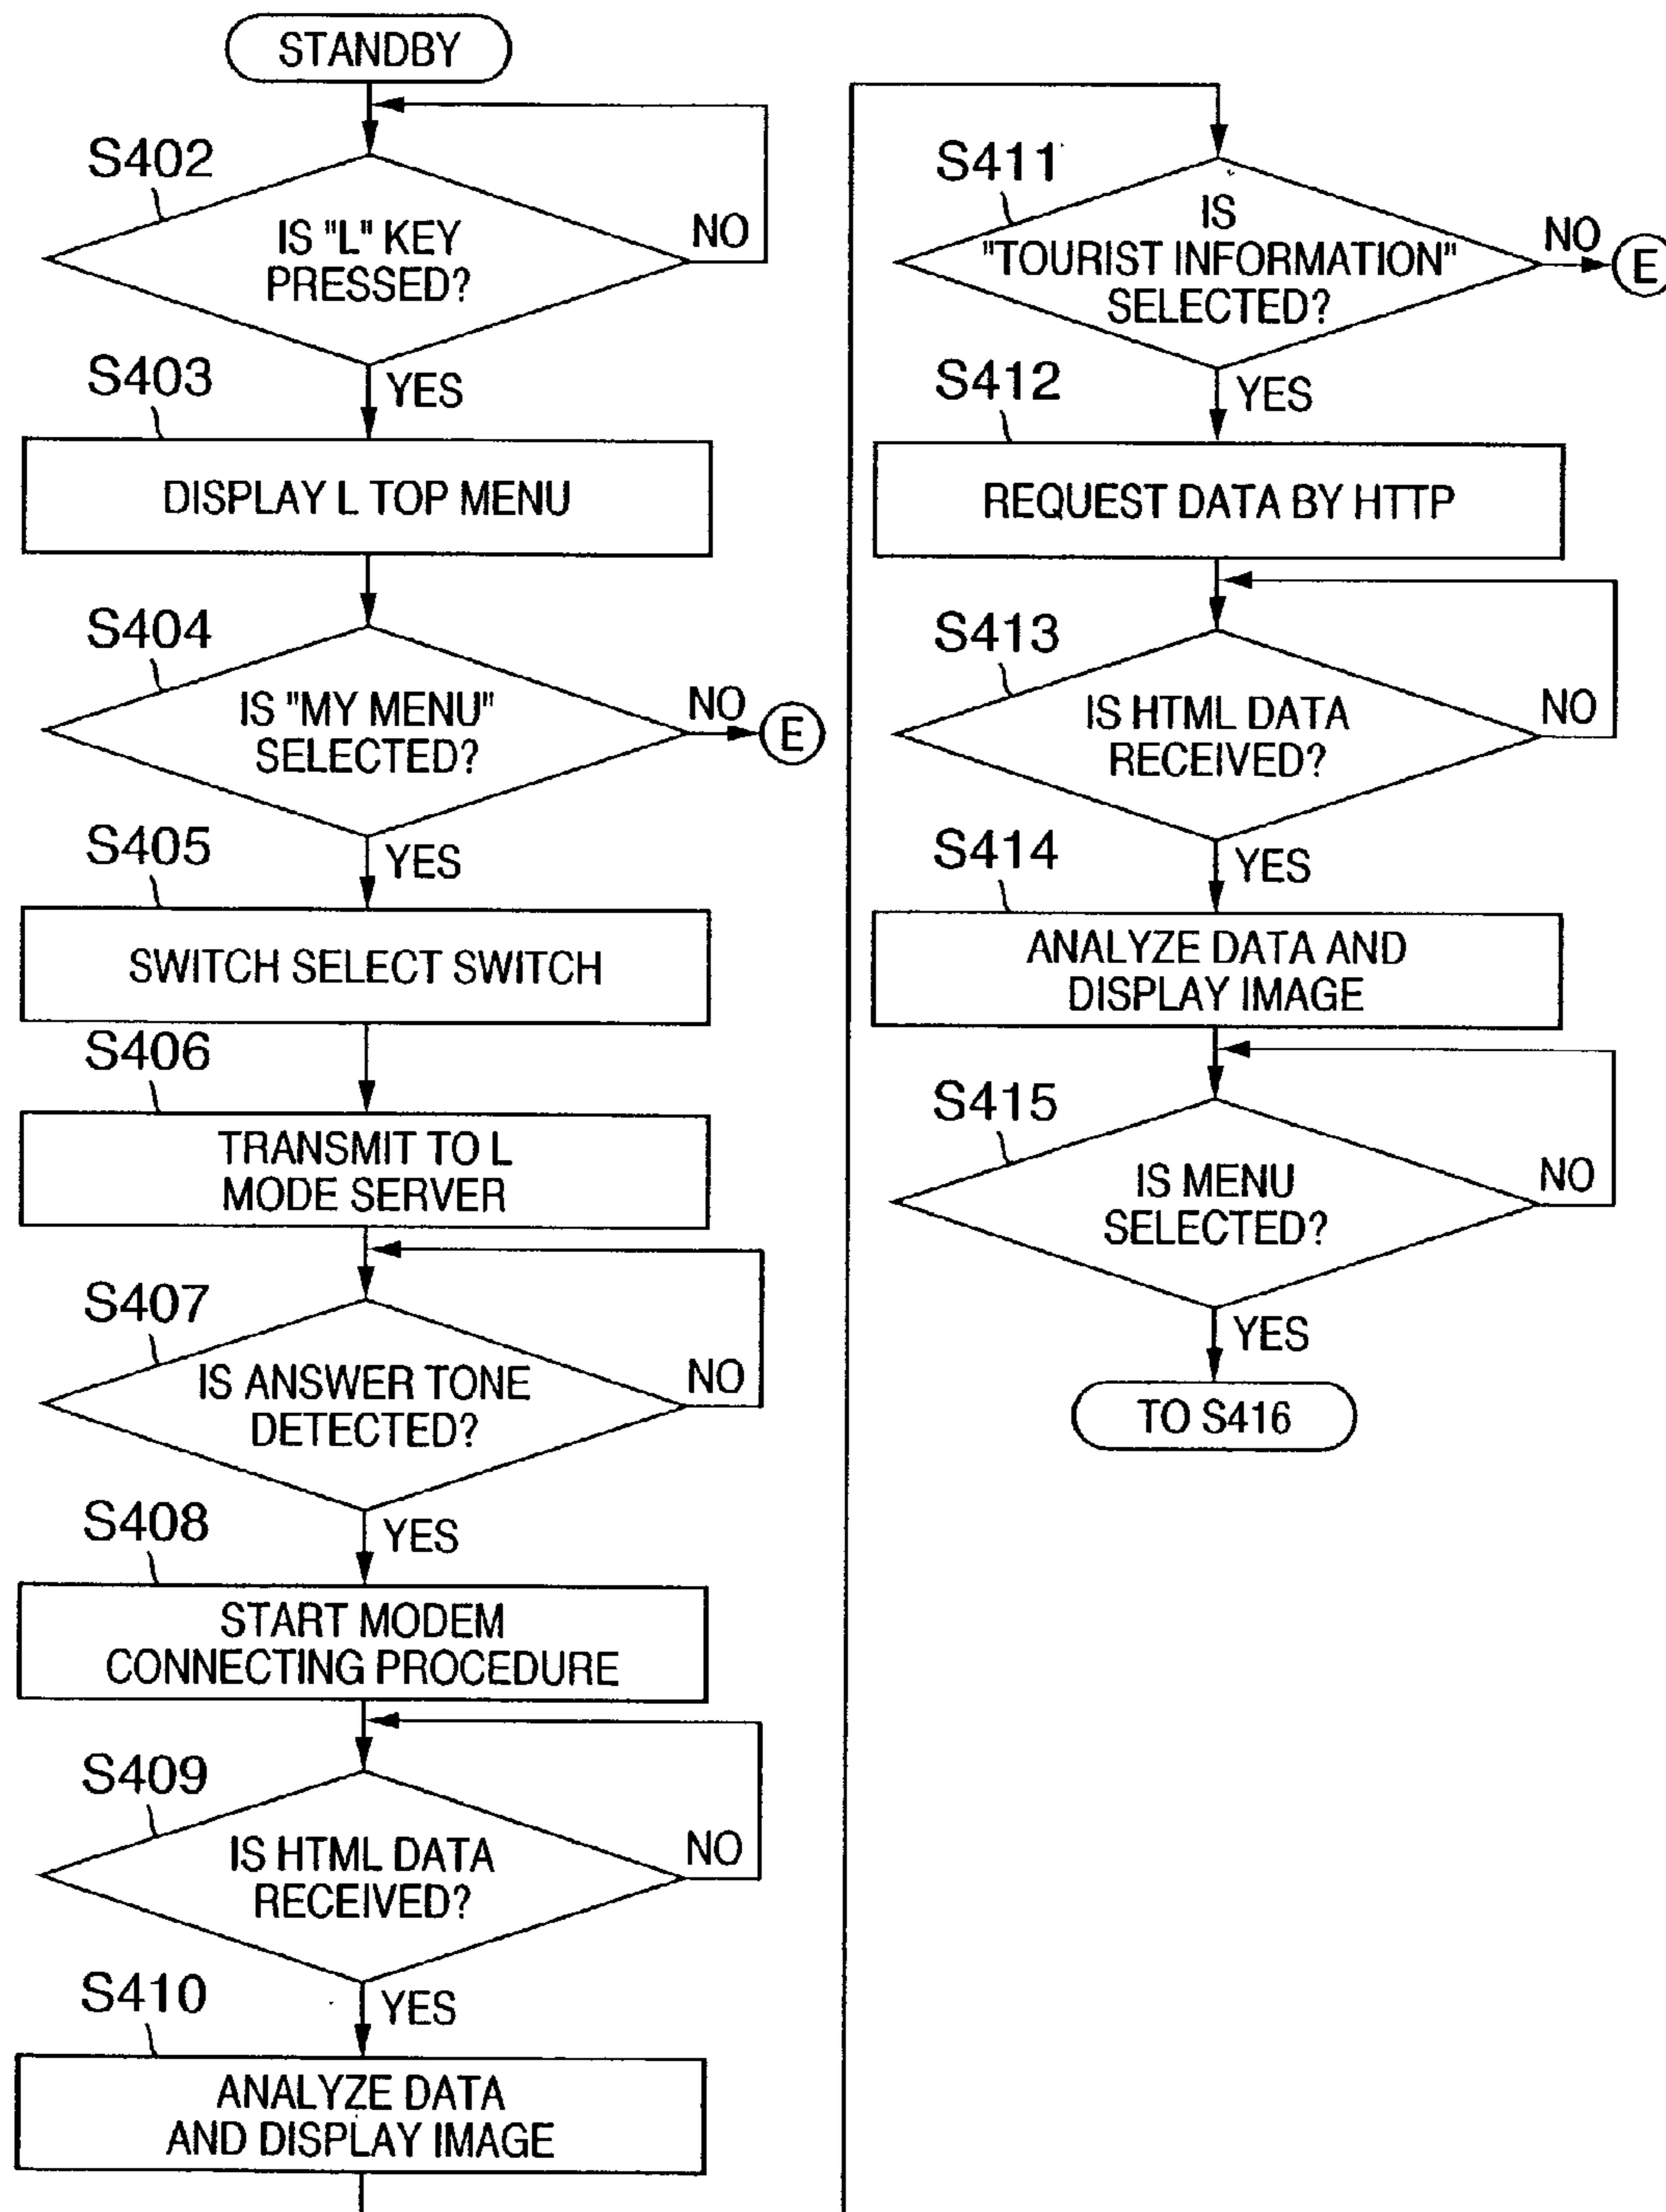 STANDBY
S402
IS "L" KEY
PRESSED?
NO
YES
S403
DISPLAY L TOP MENU
S404
IS "MY MENU"
SELECTED?
NO
E
YES
S405
SWITCH SELECT SWITCH
S406
TRANSMIT TO L
MODE SERVER
S407
IS ANSWER TONE
DETECTED?
NO
YES
S408
START MODEM
CONNECTING PROCEDURE
S409
IS HTML DATA
RECEIVED?
NO
YES
S410
ANALYZE DATA
AND DISPLAY IMAGE
S411
IS
"TOURIST INFORMATION"
SELECTED?
NO
E
YES
S412
REQUEST DATA BY HTTP
S413
IS HTML DATA
RECEIVED?
NO
YES
S414
ANALYZE DATA AND
DISPLAY IMAGE
S415
IS MENU
SELECTED?
NO
YES
TO S416